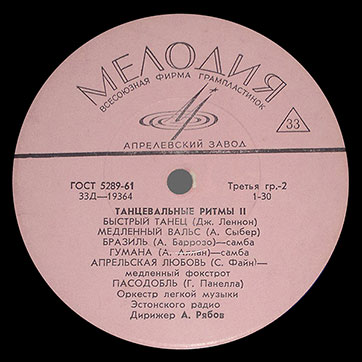 МЕЛОДИЯ
ВСЕСОЮЗНАЯ ФИРМА ГРАМПЛАСТИНОК
33
АПРЕЛЕВСКИЙ ЗАВОД
ГОСТ 5289-61 Третья гр.-2
33Д—19364 1-30
ТАНЦЕВАЛЬНЫЕ РИТМЫ II
БЫСТРЫЙ ТАНЕЦ (Дж. Леннон)
МЕДЛЕННЫЙ ВАЛЬС (А. Сыбер)
БРАЗИЛЬ (А. Баррозо)—самба
ГУМАНА (А. —самба
АПРЕЛЬСКАЯ ЛЮБОВЬ (С. Файн)—
медленный фокстрот
ПАСОДОБЛЬ (Г. Панелла)
Оркестр легкой музыки
Эстонского радио
Дирижер А. Рябов